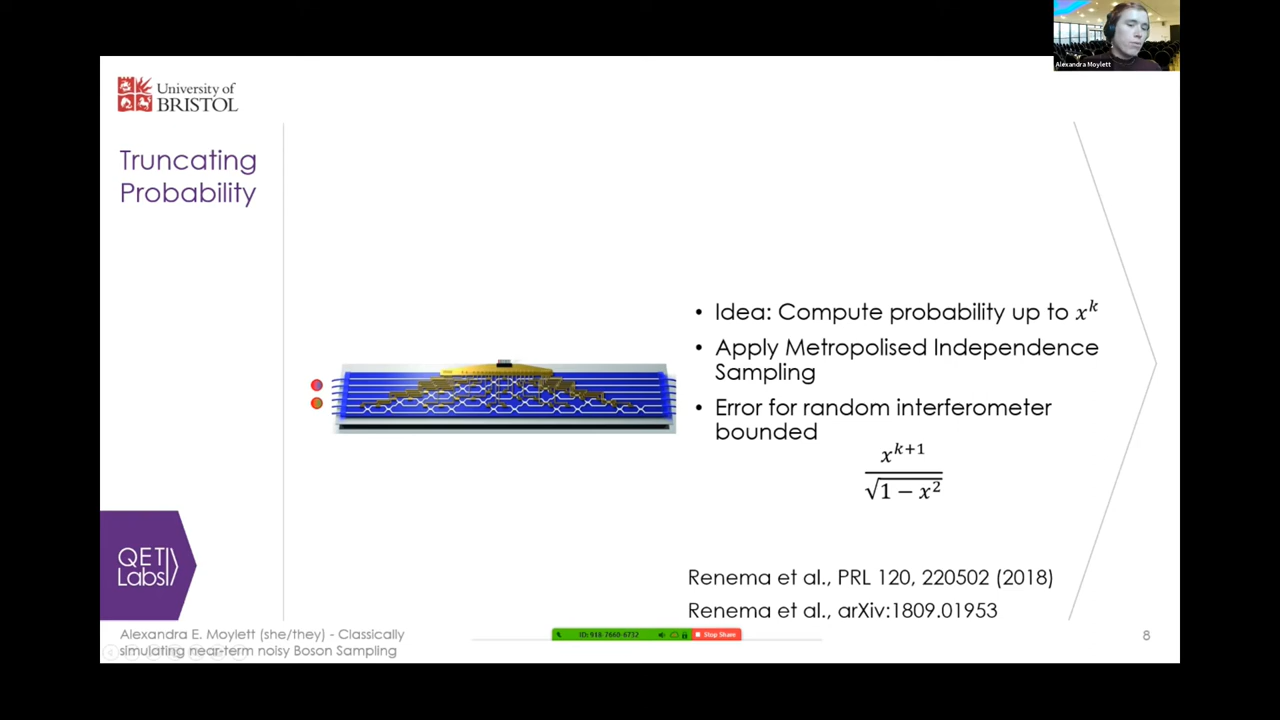 Alexandra Moylett
University of
BRISTOL
Truncating
Probability
• Idea: Compute probability up to x^k
• Apply Metropolised Independence
Sampling
• Error for random interferometer
bounded
x^{k+1}
√(1 − x²)
Renema et al., PRL 120, 220502 (2018)
Renema et al., arXiv:1809.01953
QET
Labs
Alexandra E. Moylett (she/they) - Classically
simulating near-term noisy Boson Sampling
ID: 918-7660-6732
Stop Share
8